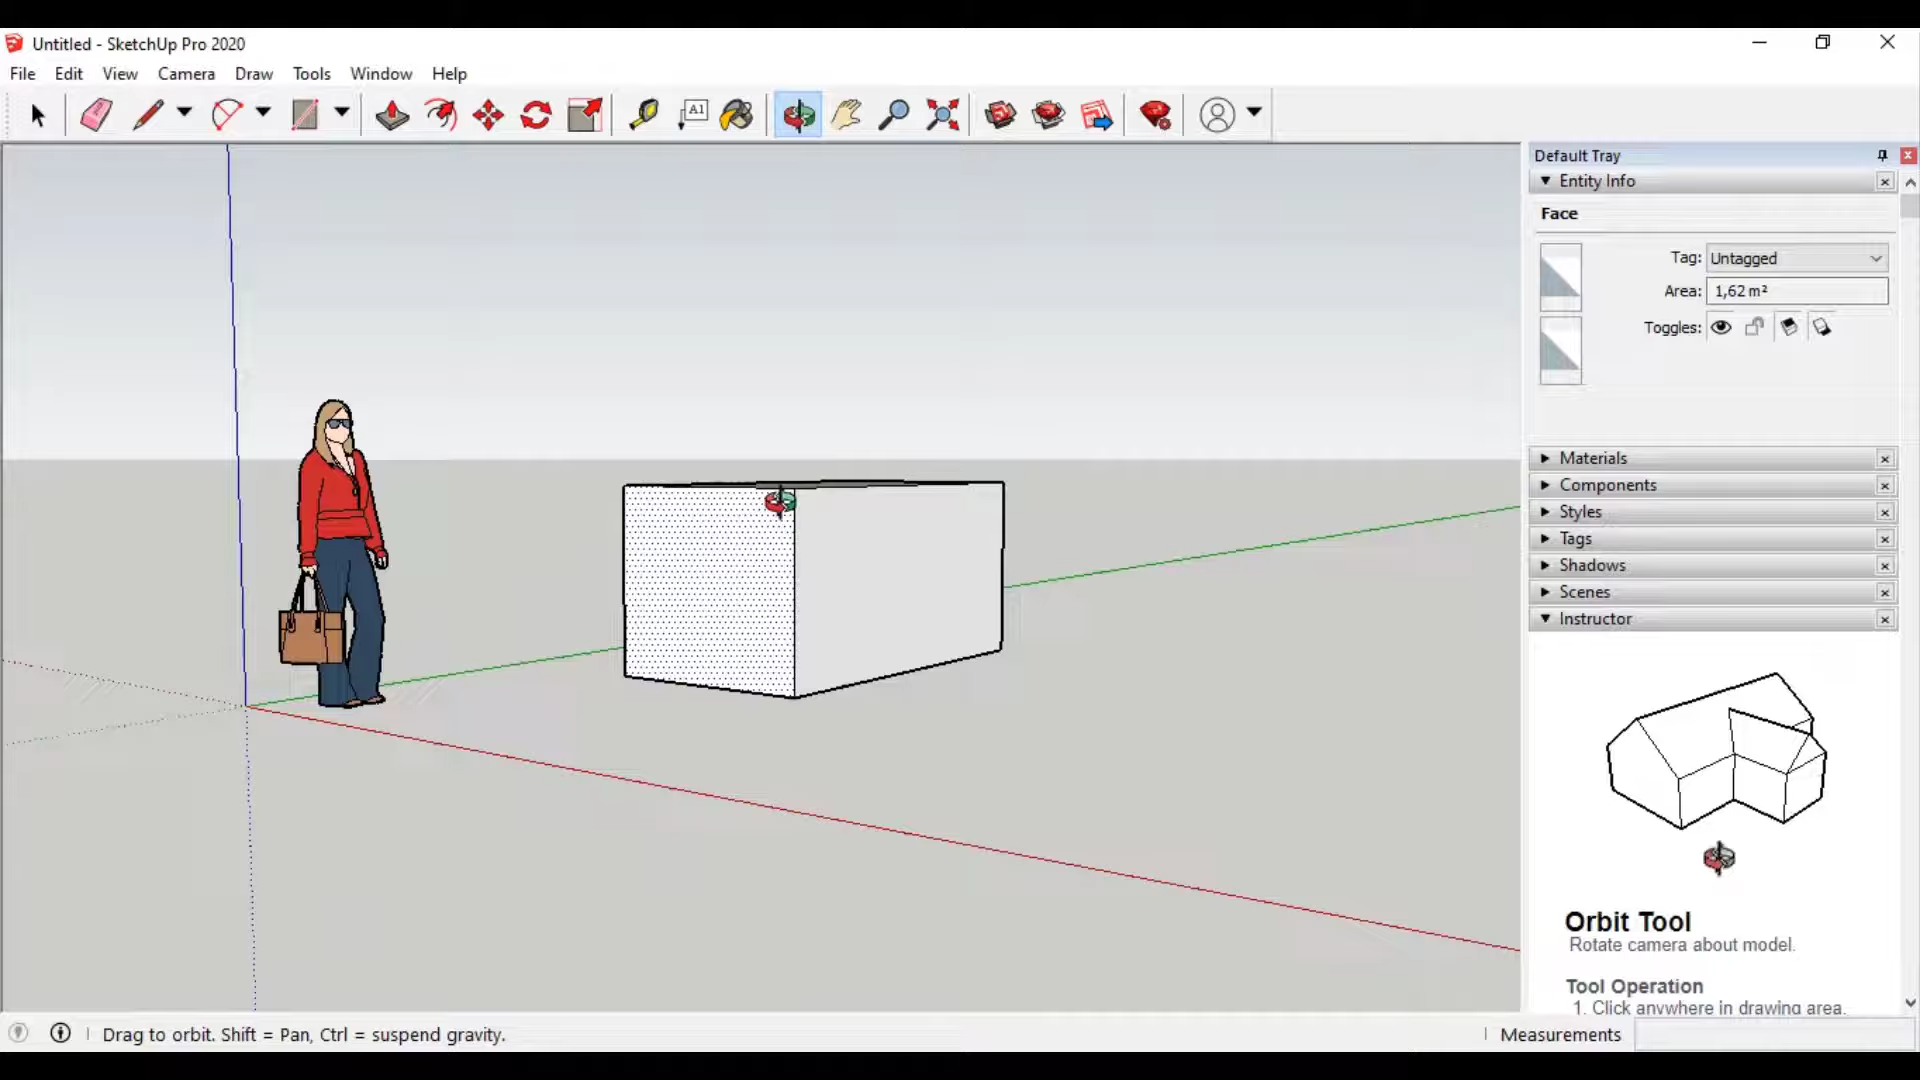 Untitled - SketchUp Pro 2020
File Edit View Camera Draw Tools Window Help
A1
Default Tray
Entity Info
Face
Tag: Untagged
Area: 1,62 m²
Toggles:
Materials
Components
Styles
Tags
Shadows
Scenes
Instructor
Orbit Tool
Rotate camera about model.
Tool Operation
1. Click anywhere in drawing area.
Drag to orbit. Shift = Pan, Ctrl = suspend gravity.
Measurements